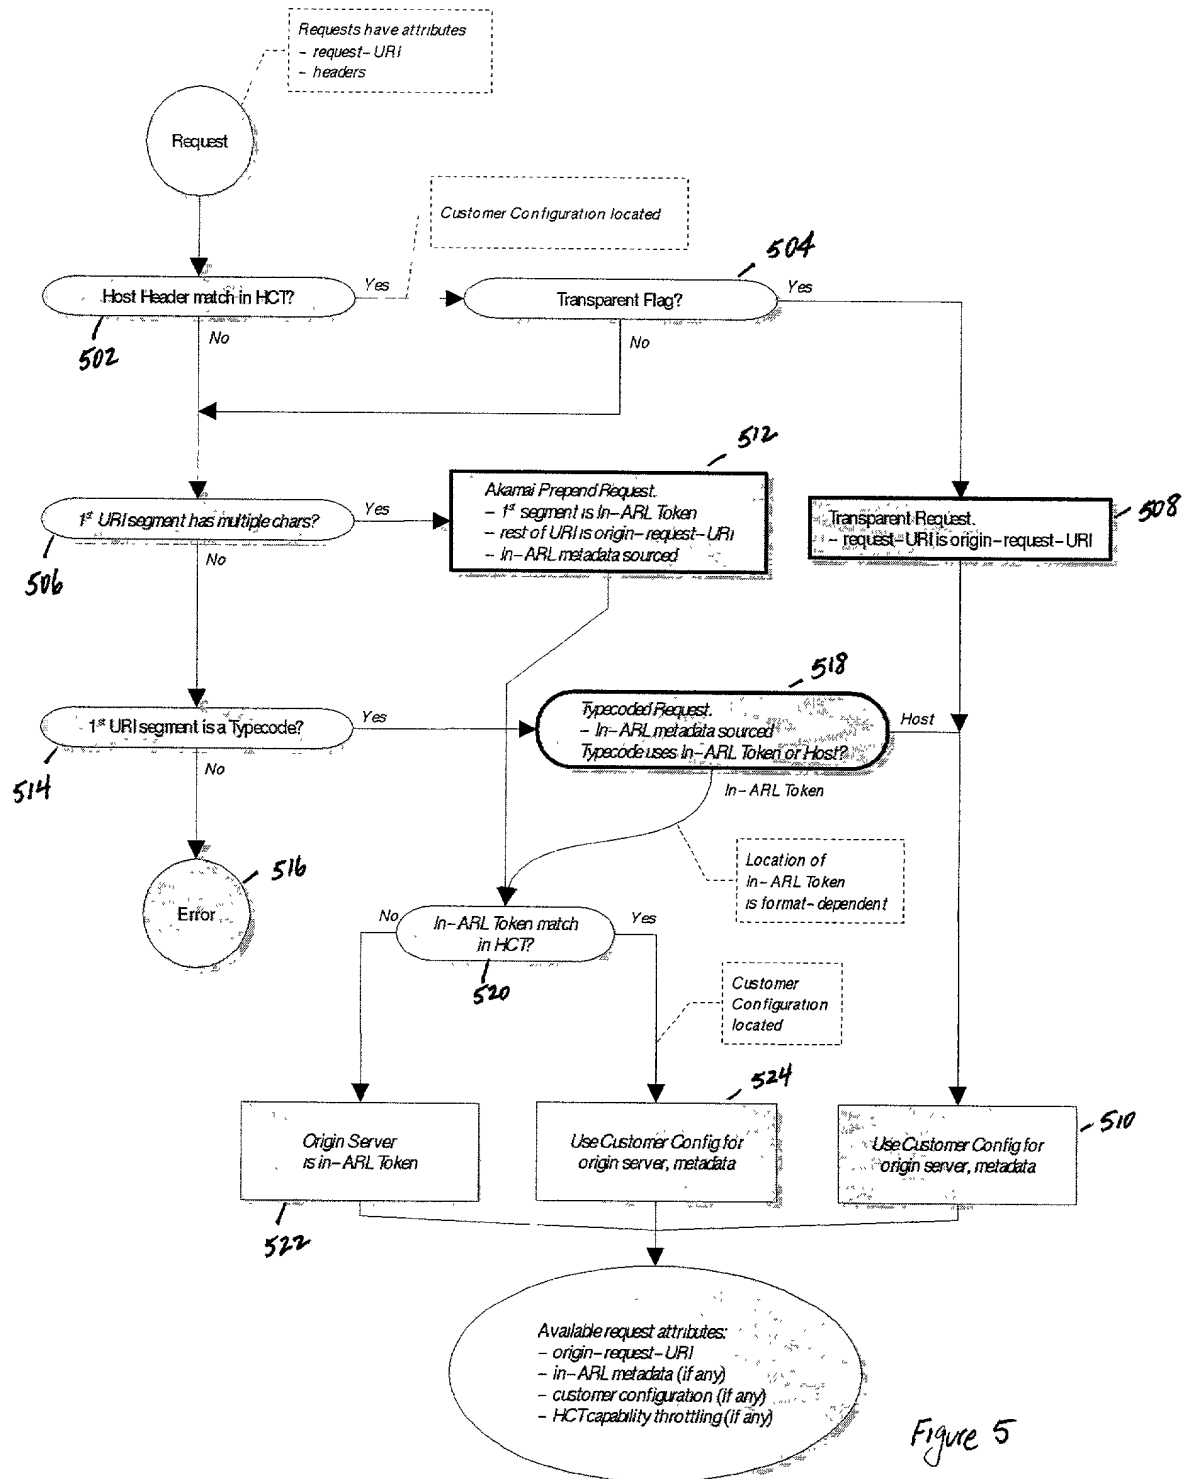 Requests have attributes
– request–URI
– headers
Request
Customer Configuration located
504
Host Header match in HCT?
Yes
Transparent Flag?
Yes
502
No
No
512
1st URI segment has multiple chars?
Yes
Akamai Prepend Request.
– 1st segment is In–ARL Token
– rest of URI is origin–request–URI
– In–ARL metadata sourced
Transparent Request.
– request–URI is origin–request–URI
508
506
No
518
1st URI segment is a Typecode?
Yes
Typecoded Request.
– In–ARL metadata sourced
Typecode uses In–ARL Token or Host?
Host
514
No
In–ARL Token
516
Error
Location of
in–ARL Token
is format–dependent
No
In–ARL Token match
in HCT?
Yes
520
Customer
Configuration
located
524
Origin Server
is in–ARL Token
Use Customer Config for
origin server, metadata
Use Customer Config for
origin server, metadata
510
522
Available request attributes:
– origin–request–URI
– in–ARL metadata (if any)
– customer configuration (if any)
– HCT capability throttling (if any)
Figure 5